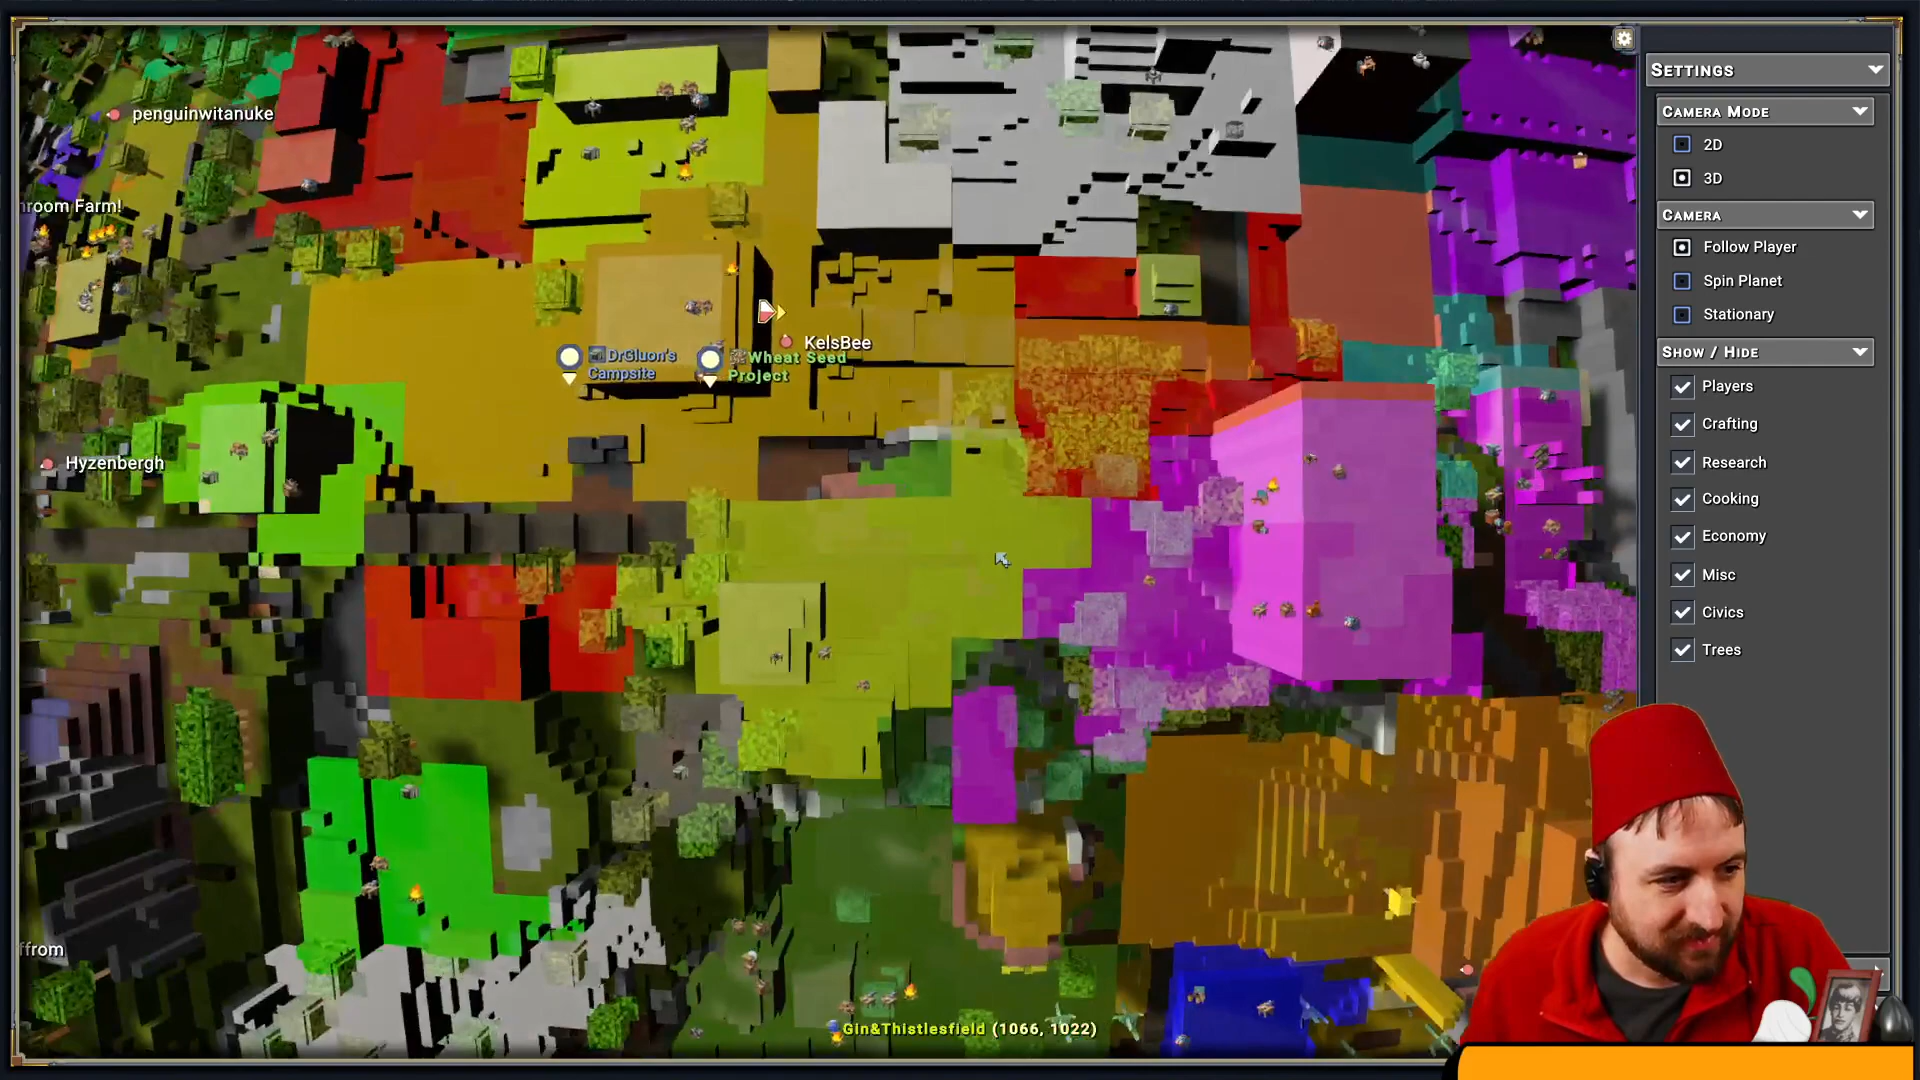 penguinwitanuke
room Farm!
KelsBee
DrGluon's
Campsite
Wheat Seed
Project
Hyzenbergh
ffrom
Gin&Thistlesfield (1066, 1022)
SETTINGS
CAMERA MODE
2D
3D
CAMERA
Follow Player
Spin Planet
Stationary
SHOW / HIDE
Players
Crafting
Research
Cooking
Economy
Misc
Civics
Trees